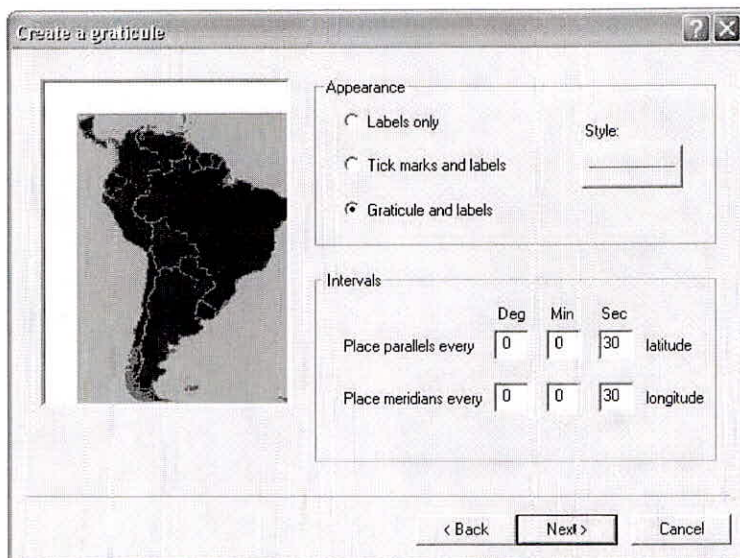 Create a graticule
Appearance
Labels only
Tick marks and labels
Graticule and labels
Style:
Intervals
Deg Min Sec
Place parallels every 0 0 30 latitude
Place meridians every 0 0 30 longitude
< Back Next > Cancel